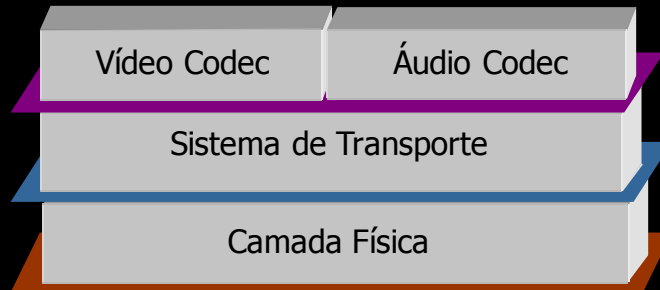 Vídeo Codec
Áudio Codec
Sistema de Transporte
Camada Física